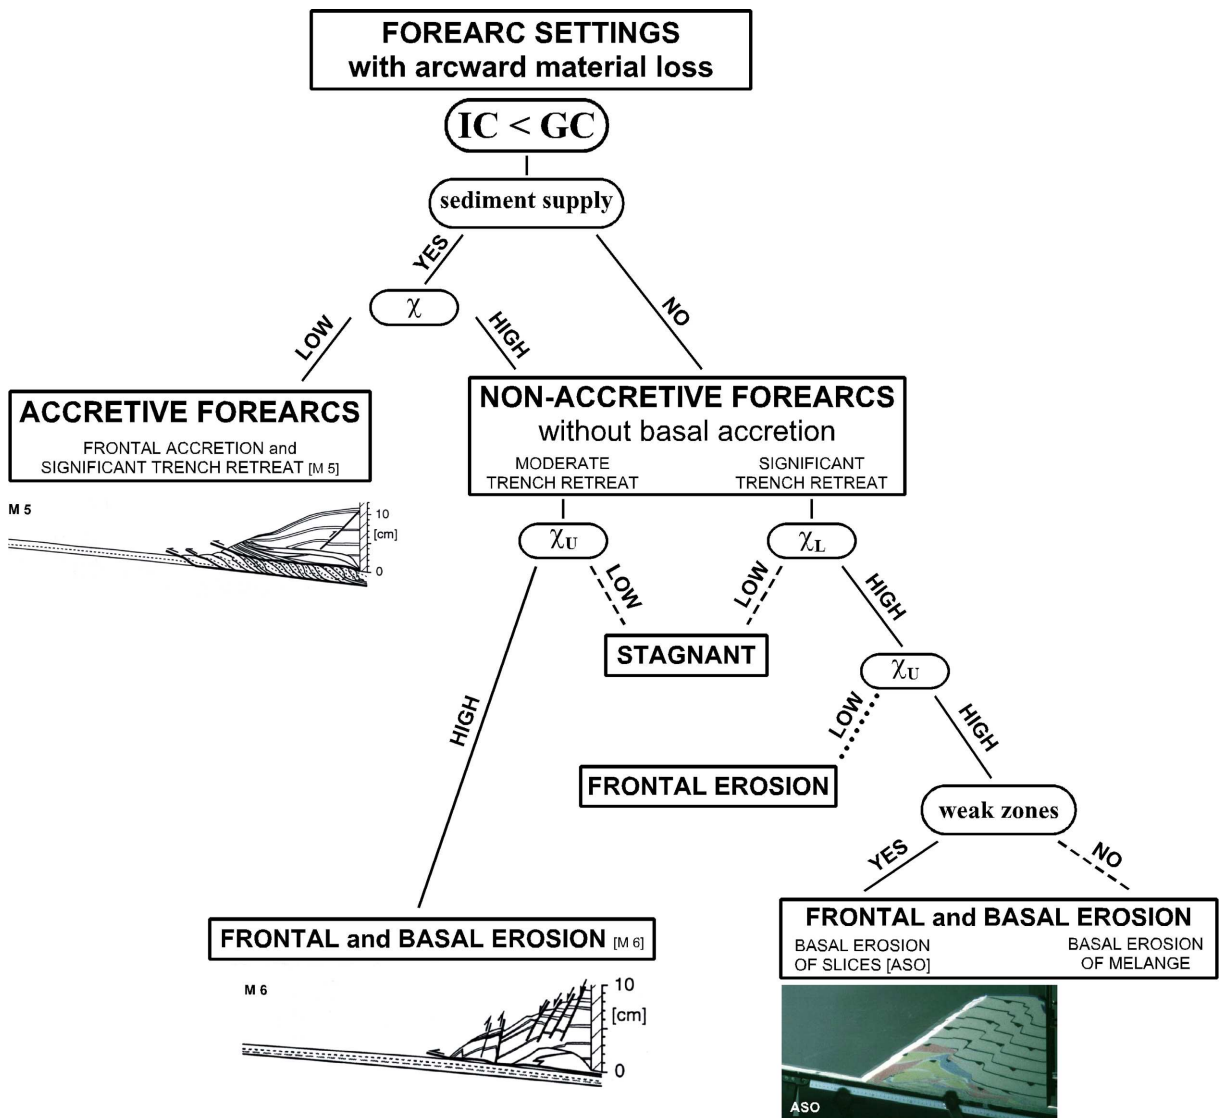 FOREARC SETTINGS
with arcward material loss
IC < GC
sediment supply
YES
NO
χ
LOW
HIGH
ACCRETIVE FOREARCS
FRONTAL ACCRETION and
SIGNIFICANT TRENCH RETREAT [M 5]
NON-ACCRETIVE FOREARCS
without basal accretion
MODERATE
TRENCH RETREAT
SIGNIFICANT
TRENCH RETREAT
M 5
10
[cm]
0
χU
χL
LOW
LOW
HIGH
STAGNANT
χU
HIGH
LOW
HIGH
FRONTAL EROSION
weak zones
YES
NO
FRONTAL and BASAL EROSION [M 6]
FRONTAL and BASAL EROSION
BASAL EROSION
OF SLICES [ASO]
BASAL EROSION
OF MELANGE
M 6
10
[cm]
0
ASO